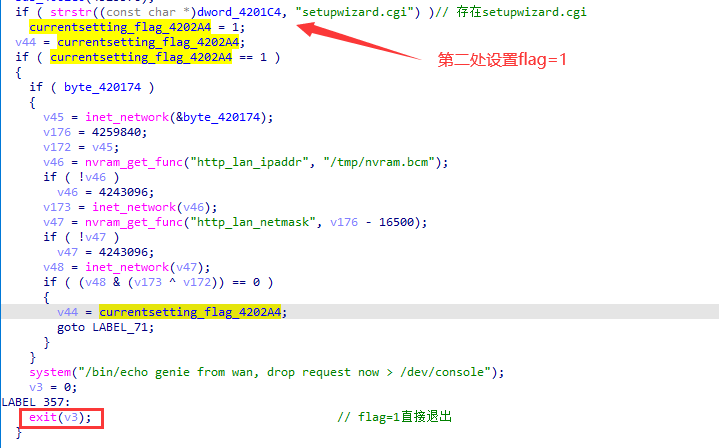 if ( strstr((const char *)dword_4201C4, "setupwizard.cgi") )// 存在setupwizard.cgi
currentsetting_flag_4202A4 = 1;
v44 = currentsetting_flag_4202A4;
if ( currentsetting_flag_4202A4 == 1 )
第二处设置flag=1
{
if ( byte_420174 )
{
v45 = inet_network(&byte_420174);
v176 = 4259840;
v172 = v45;
v46 = nvram_get_func("http_lan_ipaddr", "/tmp/nvram.bcm");
if ( !v46 )
v46 = 4243096;
v173 = inet_network(v46);
v47 = nvram_get_func("http_lan_netmask", v176 - 16500);
if ( !v47 )
v47 = 4243096;
v48 = inet_network(v47);
if ( (v48 & (v173 ^ v172)) == 0 )
{
v44 = currentsetting_flag_4202A4;
goto LABEL_71;
}
}
system("/bin/echo genie from wan, drop request now > /dev/console");
v3 = 0;
LABEL_357:
exit(v3); // flag=1直接退出
}